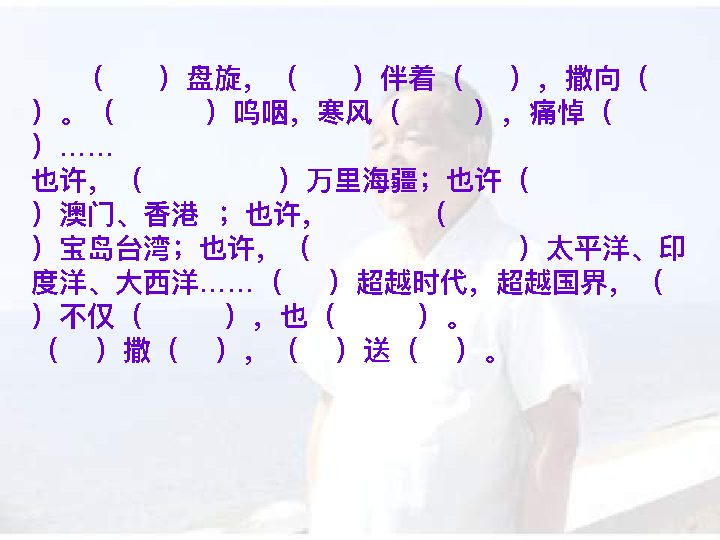 （　　）盘旋，（　　）伴着（　　），撒向（
）。（　　　）呜咽，寒风（　　　），痛悼（
）……
也许，（　　　　　）万里海疆；也许（
）澳门、香港 ；也许，　　　　（
）宝岛台湾；也许，（　　　　　　　　）太平洋、印
度洋、大西洋……（　　）超越时代，超越国界，（
）不仅（　　　），也（　　　）。
（　）撒（　），（　）送（　）。